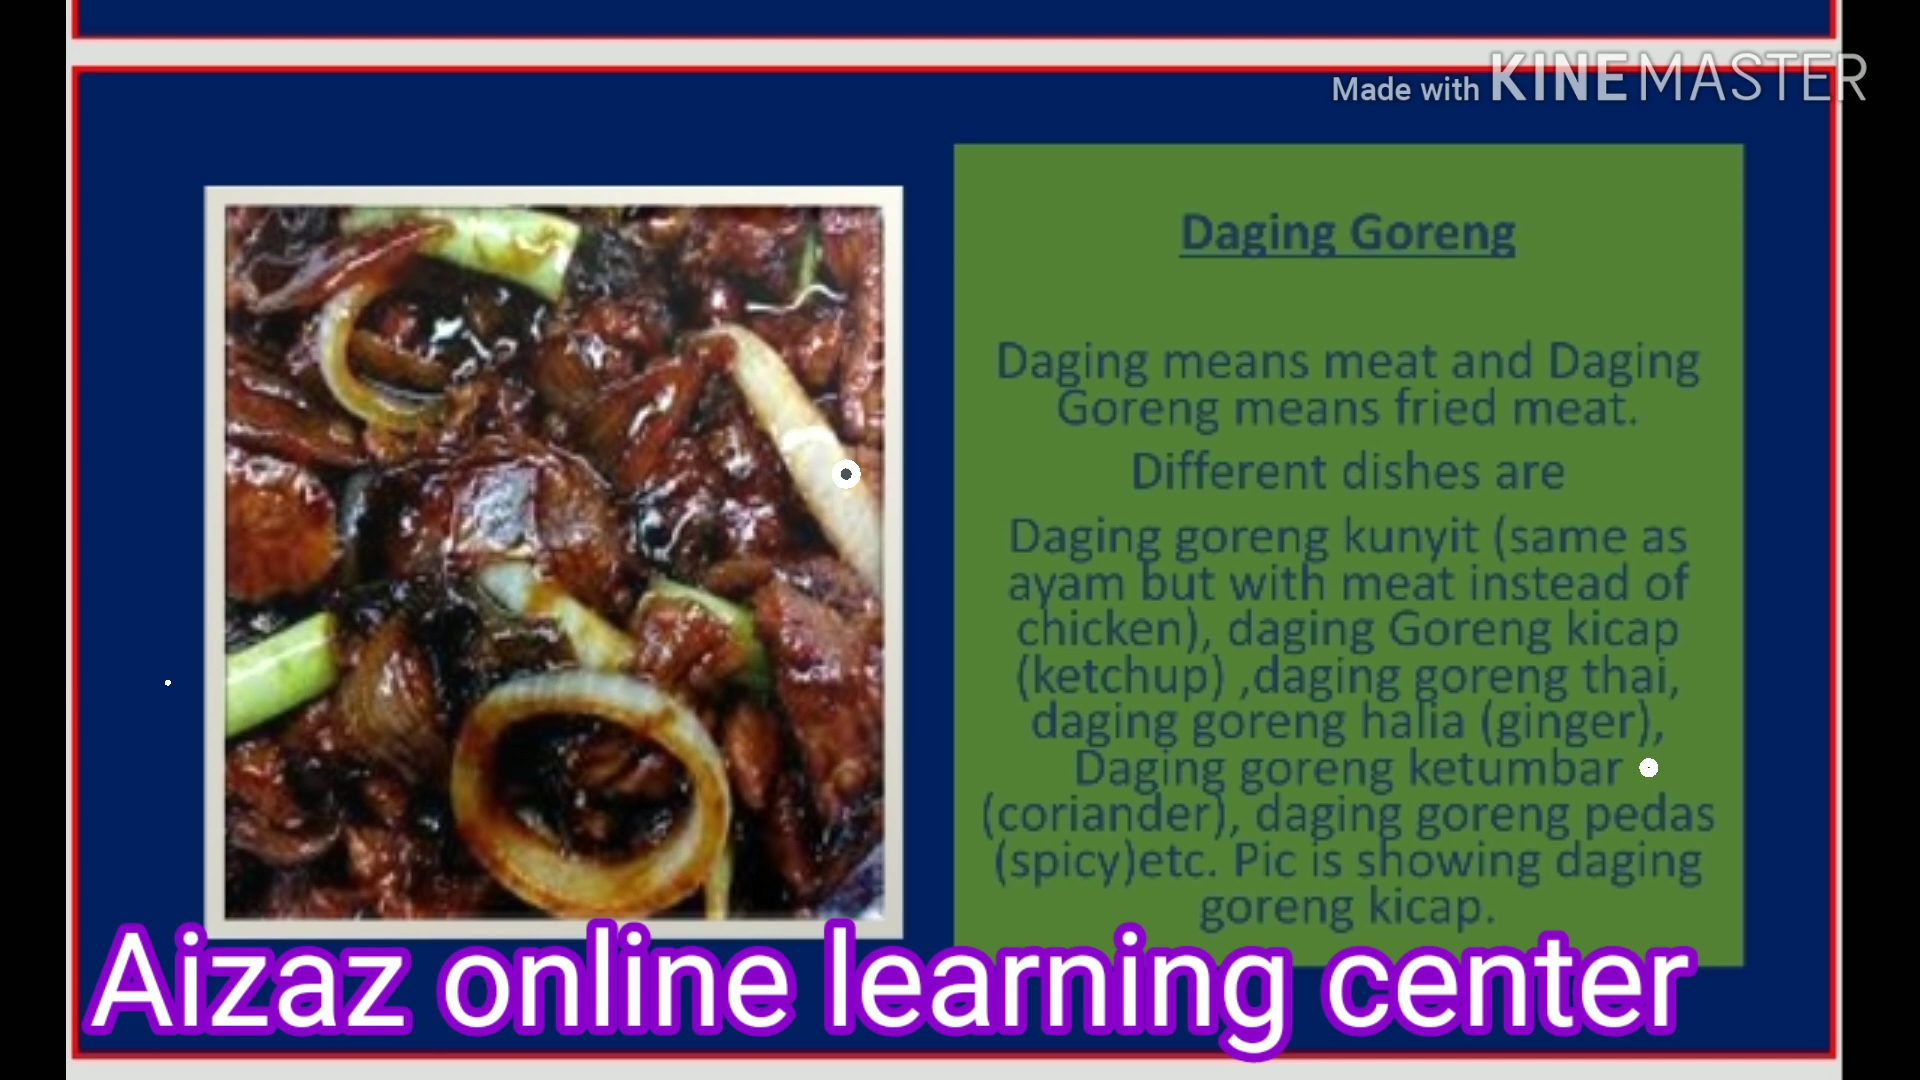 Made with KINEMASTER
Daging Goreng
Daging means meat and Daging
Goreng means fried meat.
Different dishes are
Daging goreng kunyit (same as
ayam but with meat instead of
chicken), daging Goreng kicap
(ketchup) ,daging goreng thai,
daging goreng halia (ginger),
Daging goreng ketumbar
(coriander), daging goreng pedas
(spicy)etc. Pic is showing daging
goreng kicap.
Aizaz online learning center